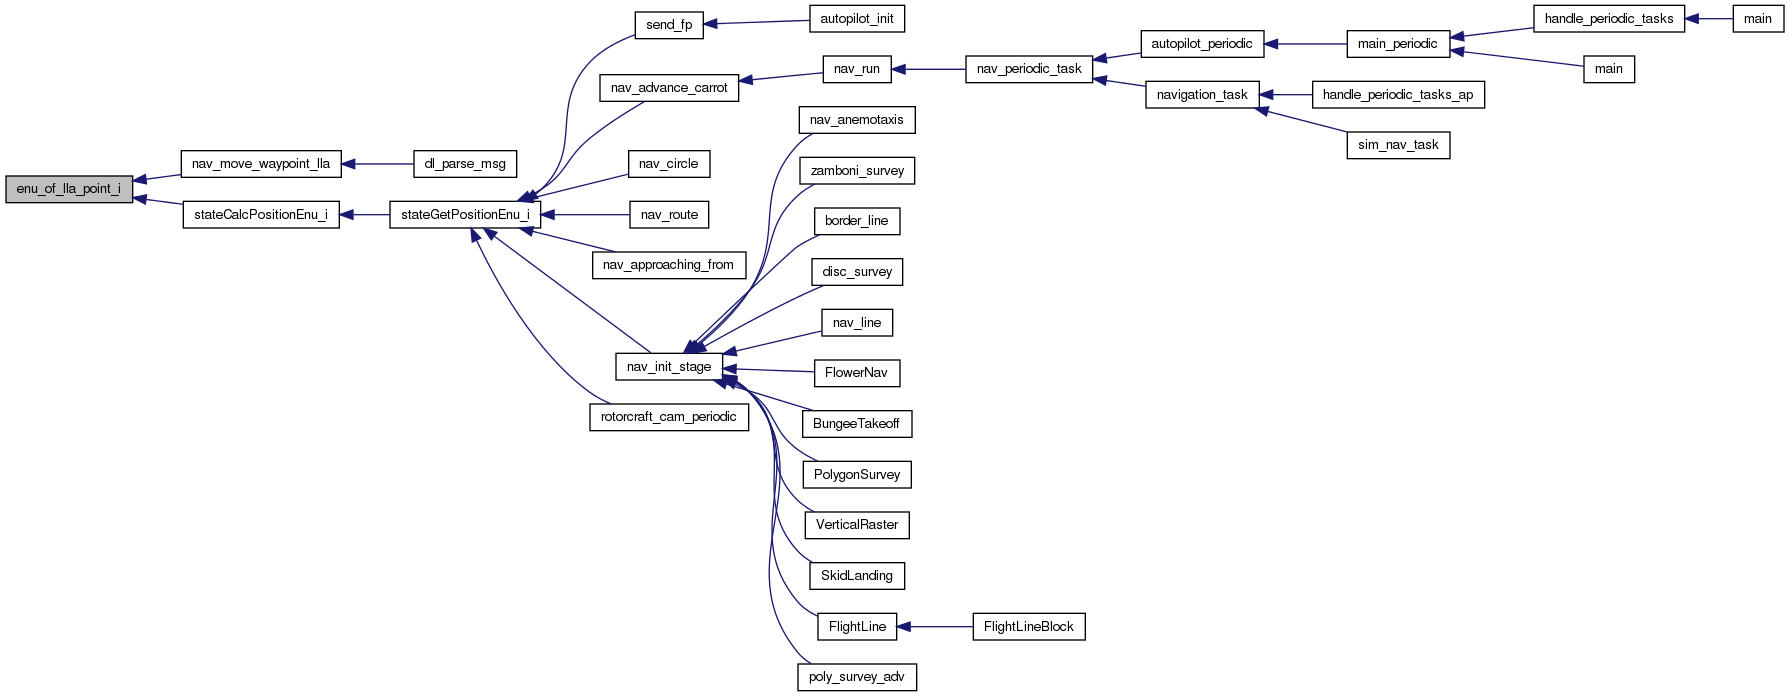 send_fp
autopilot_init
handle_periodic_tasks
main
autopilot_periodic
main_periodic
nav_run
nav_periodic_task
main
nav_advance_carrot
navigation_task
handle_periodic_tasks_ap
nav_anemotaxis
sim_nav_task
nav_move_waypoint_lla
dl_parse_msg
nav_circle
zamboni_survey
enu_of_lla_point_i
stateCalcPositionEnu_i
stateGetPositionEnu_i
nav_route
border_line
nav_approaching_from
disc_survey
nav_line
nav_init_stage
FlowerNav
rotorcraft_cam_periodic
BungeeTakeoff
PolygonSurvey
VerticalRaster
SkidLanding
FlightLine
FlightLineBlock
poly_survey_adv